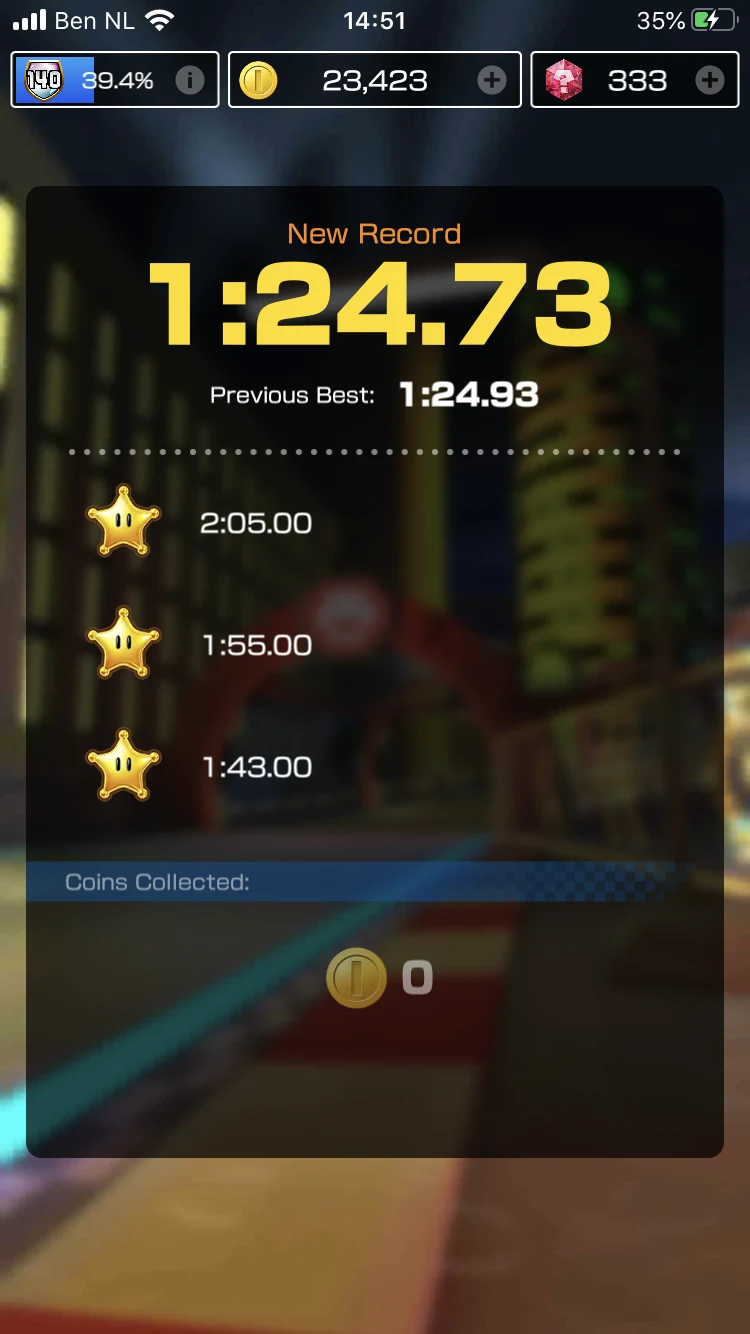 Ben NL 14:51 35%
140 39.4% i 23,423 + ? 333 +
New Record
1:24.73
Previous Best: 1:24.93
2:05.00
1:55.00
1:43.00
Coins Collected:
0